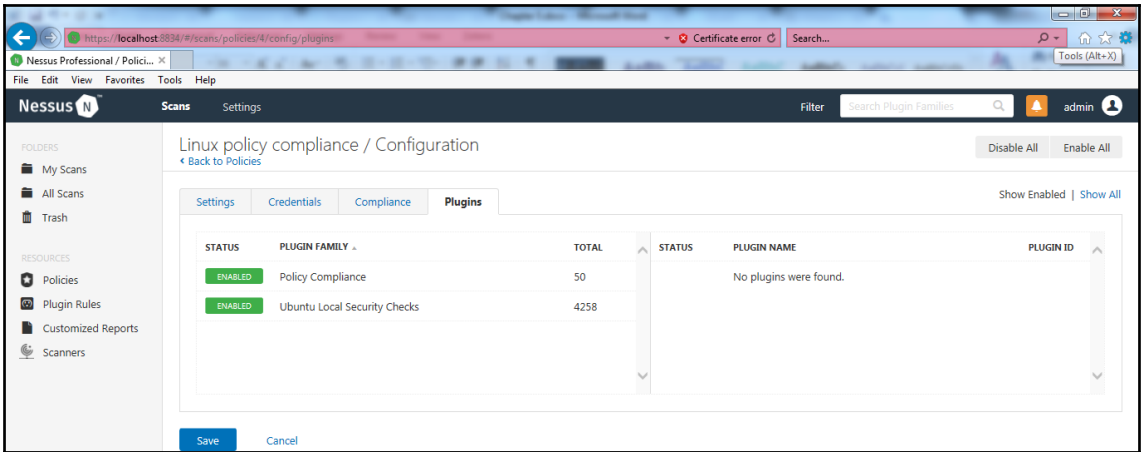 https://localhost:8834/#/scans/policies/4/config/plugins Certificate error Search...
Nessus Professional / Polici... Tools (Alt+X)
File Edit View Favorites Tools Help
Nessus N Scans Settings Filter Search Plugin Families admin
FOLDERS
My Scans
All Scans
Trash
RESOURCES
Policies
Plugin Rules
Customized Reports
Scanners
Linux policy compliance / Configuration Disable All Enable All
Back to Policies
Settings Credentials Compliance Plugins Show Enabled | Show All
STATUS PLUGIN FAMILY TOTAL STATUS PLUGIN NAME PLUGIN ID
ENABLED Policy Compliance 50 No plugins were found.
ENABLED Ubuntu Local Security Checks 4258
Save Cancel